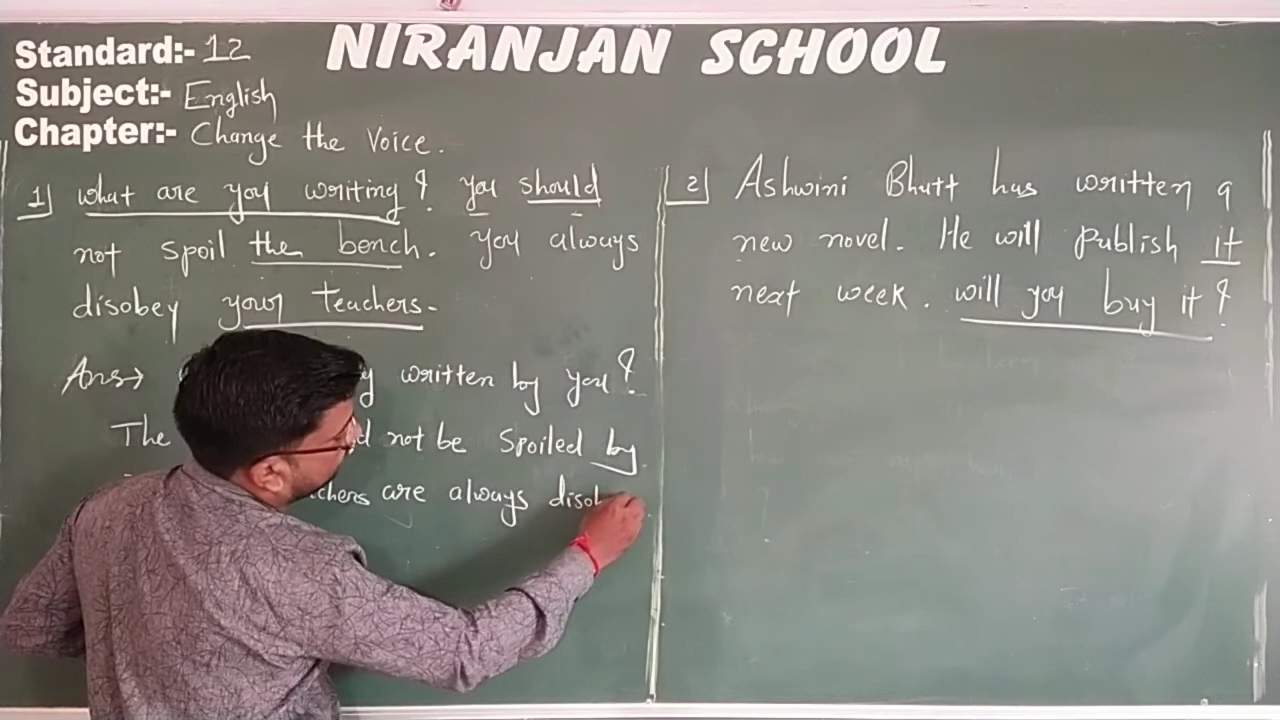 NIRANJAN SCHOOL
Standard:- 12
Subject:- English
Chapter:- Change the Voice.
1] what are you writing? you should
not spoil the bench. you always
disobey your teachers.
Ans→ written by you?
The not be spoiled by
are always
2] Ashwini Bhatt has written a
new novel. He will publish it
next week. will you buy it?